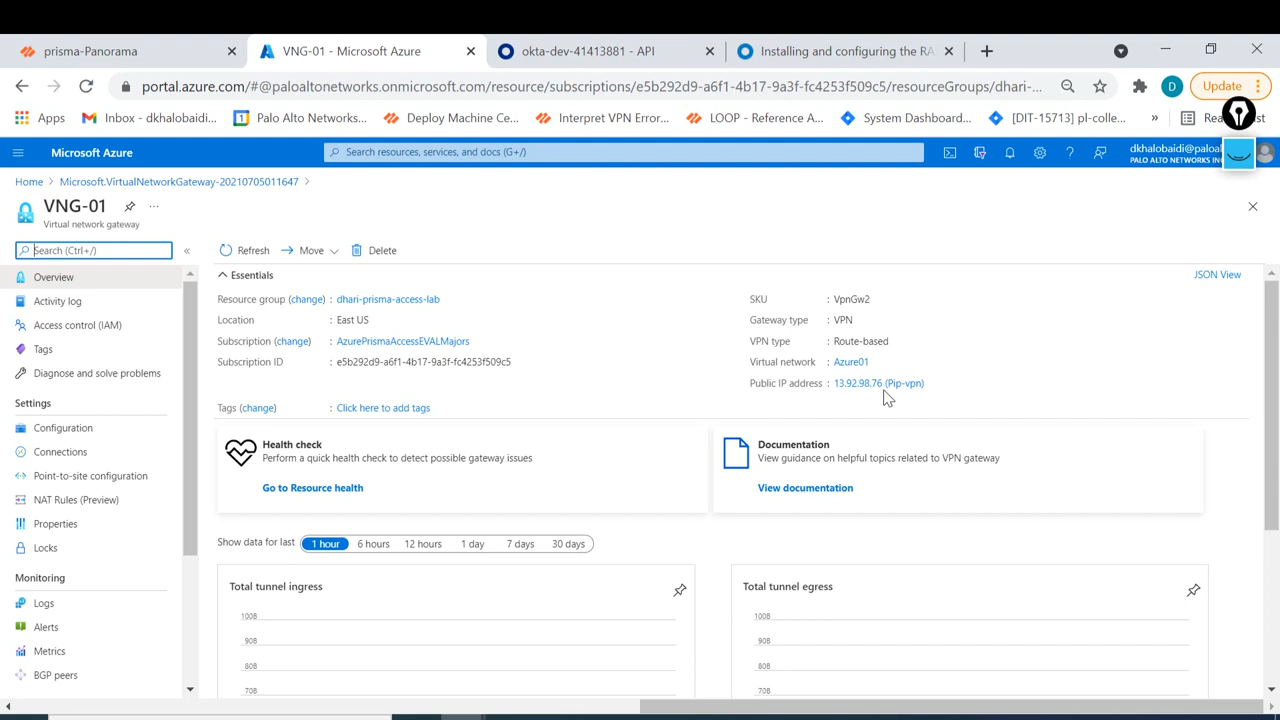 prisma-Panorama
VNG-01 - Microsoft Azure
okta-dev-41413881 - API
Installing and configuring the RA
portal.azure.com/#@paloaltonetworks.onmicrosoft.com/resource/subscriptions/e5b292d9-a6f1-4b17-9a3f-fc4253f509c5/resourceGroups/dhari-...
D
Update
Apps
Inbox - dkhalobaidi...
Palo Alto Networks...
Deploy Machine Ce...
Interpret VPN Error...
LOOP - Reference A...
System Dashboard...
[DIT-15713] pl-colle...
»
Microsoft Azure
Search resources, services, and docs (G+/)
dkhalobaidi@paloal
PALO ALTO NETWORKS IN
Home > Microsoft.VirtualNetworkGateway-20210705011647 >
VNG-01
Virtual network gateway
Search (Ctrl+/)
«
Overview
Activity log
Access control (IAM)
Tags
Diagnose and solve problems
Settings
Configuration
Connections
Point-to-site configuration
NAT Rules (Preview)
Properties
Locks
Monitoring
Logs
Alerts
Metrics
BGP peers
Refresh
Move
Delete
Essentials
JSON View
Resource group (change) : dhari-prisma-access-lab
Location : East US
Subscription (change) : AzurePrismaAccessEVALMajors
Subscription ID : e5b292d9-a6f1-4b17-9a3f-fc4253f509c5
SKU : VpnGw2
Gateway type : VPN
VPN type : Route-based
Virtual network : Azure01
Public IP address : 13.92.98.76 (Pip-vpn)
Tags (change) : Click here to add tags
Health check
Perform a quick health check to detect possible gateway issues
Go to Resource health
Documentation
View guidance on helpful topics related to VPN gateway
View documentation
Show data for last
1 hour
6 hours
12 hours
1 day
7 days
30 days
Total tunnel ingress
100B
90B
80B
70B
Total tunnel egress
100B
90B
80B
70B